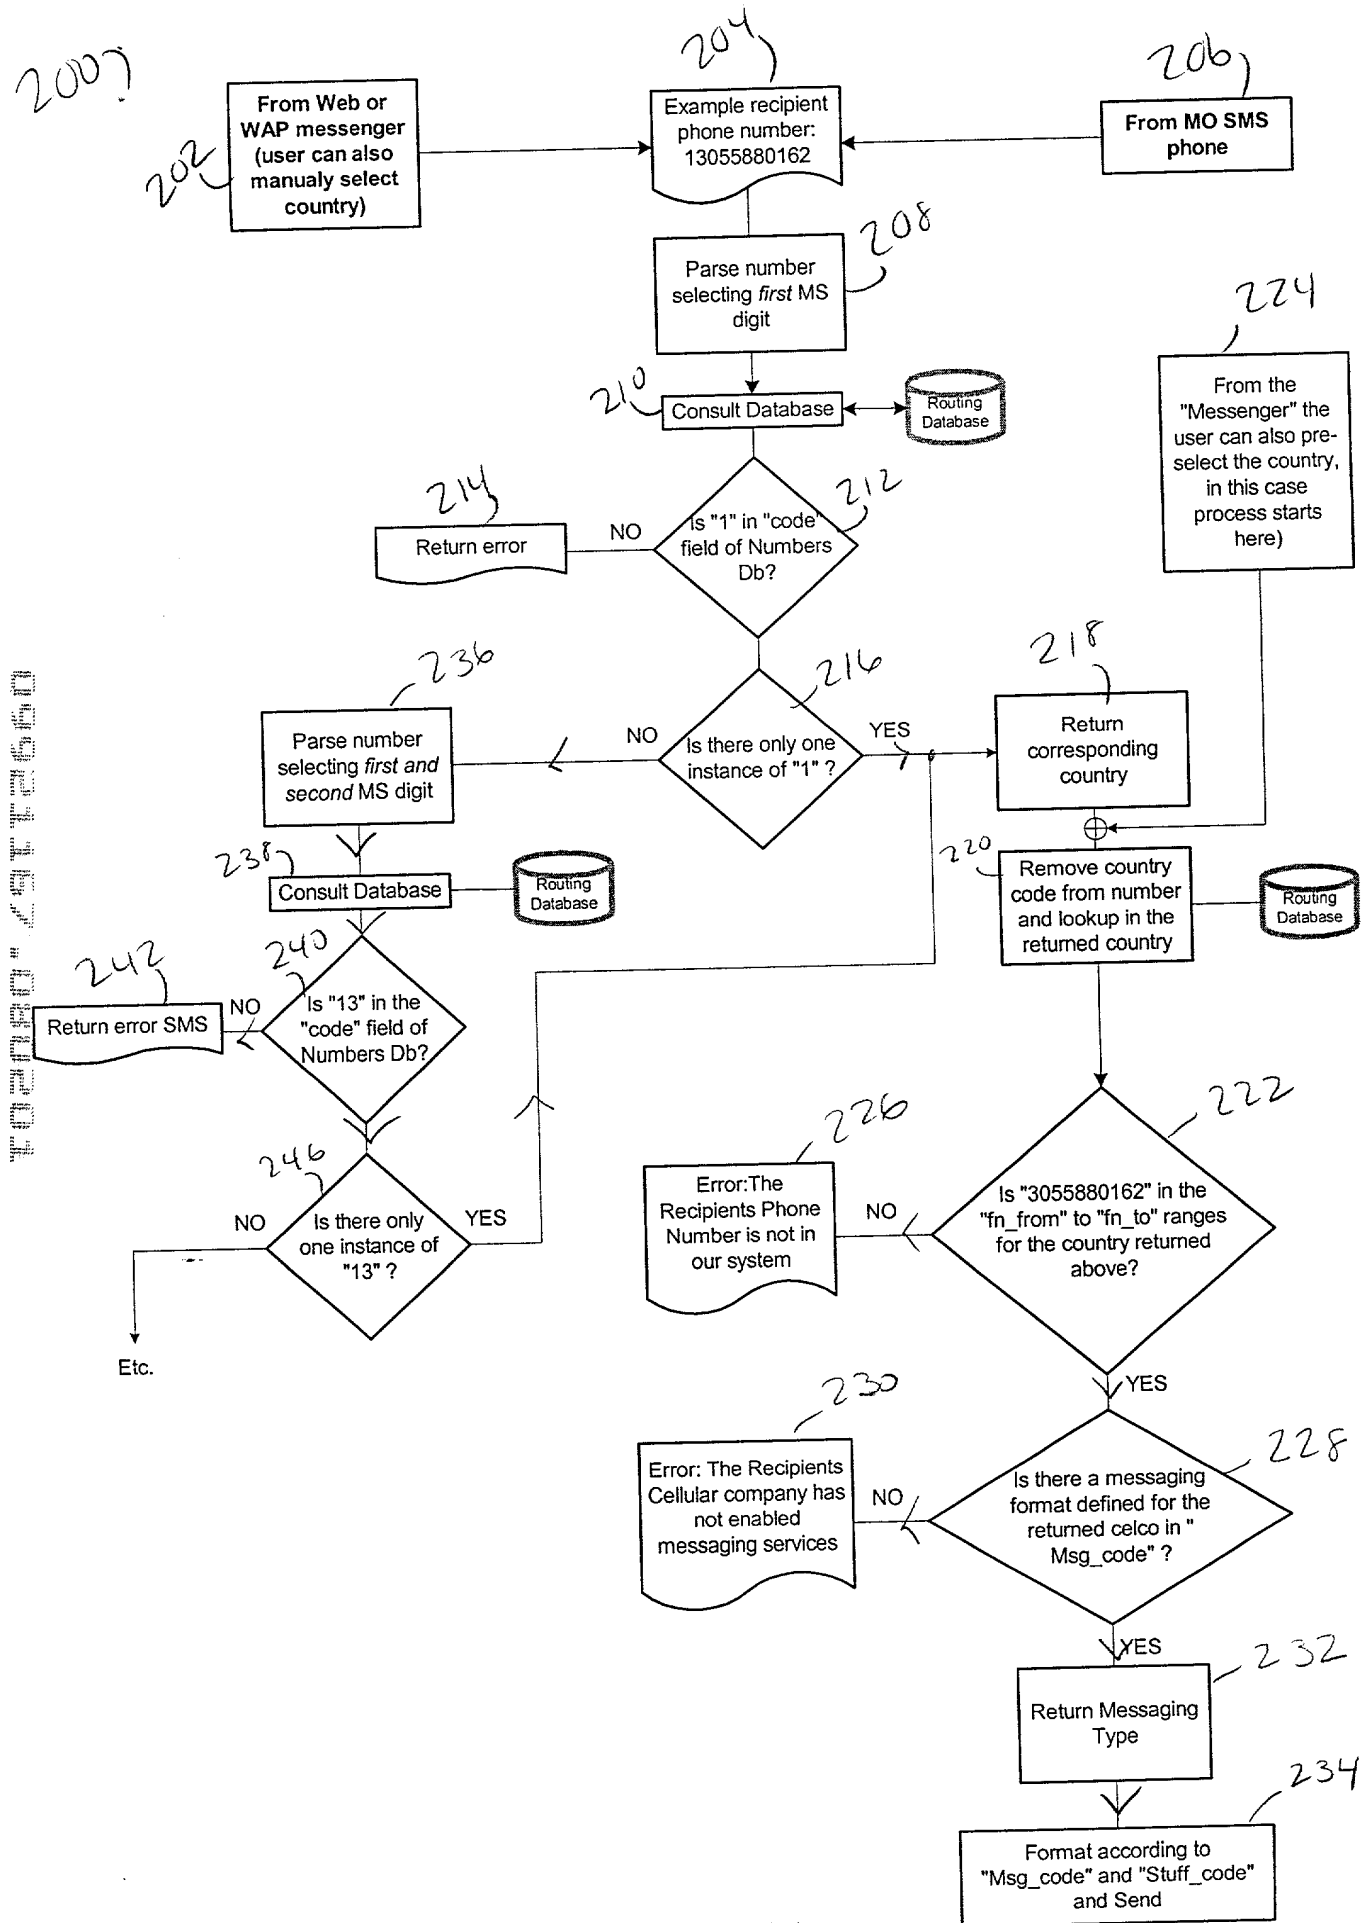 200
204
206
From Web or
WAP messenger
(user can also
manualy select
country)
202
Example recipient
phone number:
13055880162
From MO SMS
phone
Parse number
selecting first MS
digit
208
224
From the
"Messenger" the
user can also pre-
select the country,
in this case
process starts
here)
210
Consult Database
Routing
Database
214
Return error
NO
Is "1" in "code"
field of Numbers
Db?
212
236
Parse number
selecting first and
second MS digit
NO
Is there only one
instance of "1" ?
216
YES
218
Return
corresponding
country
238
Consult Database
Routing
Database
220
Remove country
code from number
and lookup in the
returned country
Routing
Database
242
Return error SMS
NO
240
Is "13" in the
"code" field of
Numbers Db?
246
NO
Is there only
one instance of
"13" ?
YES
Etc.
226
Error:The
Recipients Phone
Number is not in
our system
NO
222
Is "3055880162" in the
"fn_from" to "fn_to" ranges
for the country returned
above?
YES
230
Error: The Recipients
Cellular company has
not enabled
messaging services
NO
228
Is there a messaging
format defined for the
returned celco in "
Msg_code" ?
YES
232
Return Messaging
Type
234
Format according to
"Msg_code" and "Stuff_code"
and Send